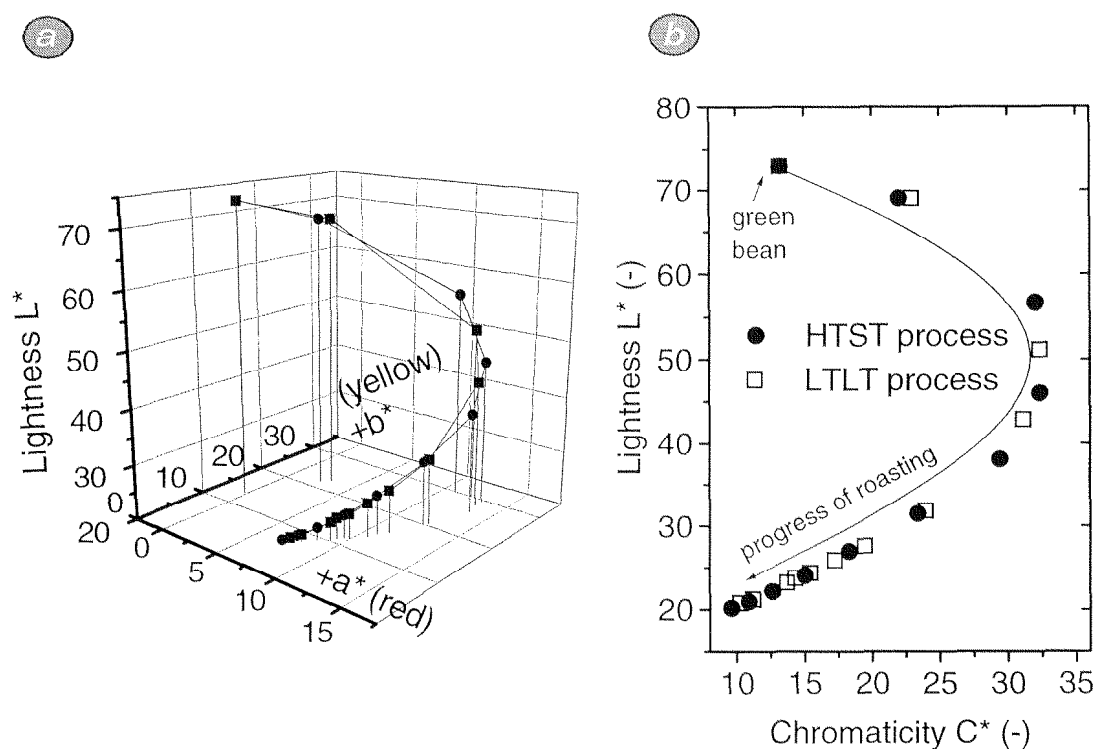 a
70
60
50
40
30
20
Lightness L*
0
10
20
30
+b*
(yellow)
0
5
10
15
+a* (red)
b
80
70
60
50
40
30
20
Lightness L* (-)
green
bean
HTST process
LTLT process
progress of roasting
10
15
20
25
30
35
Chromaticity C* (-)